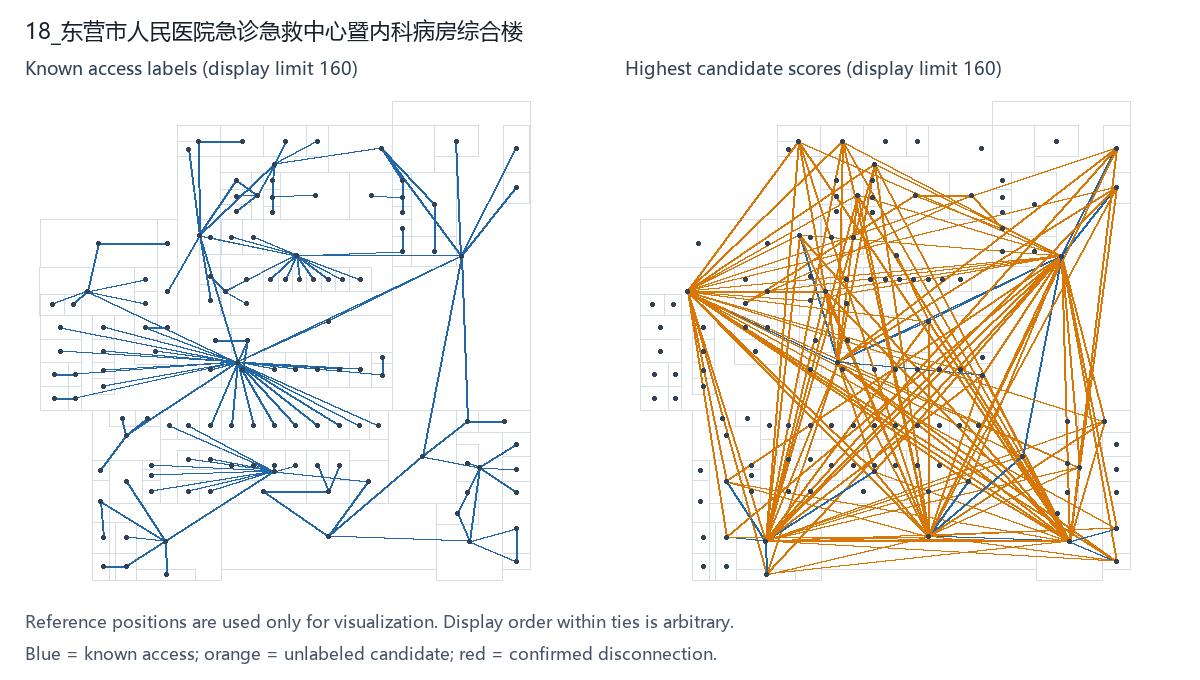 18_东营市人民医院急诊急救中心暨内科病房综合楼
Known access labels (display limit 160)
Highest candidate scores (display limit 160)
Reference positions are used only for visualization. Display order within ties is arbitrary.
Blue = known access; orange = unlabeled candidate; red = confirmed disconnection.